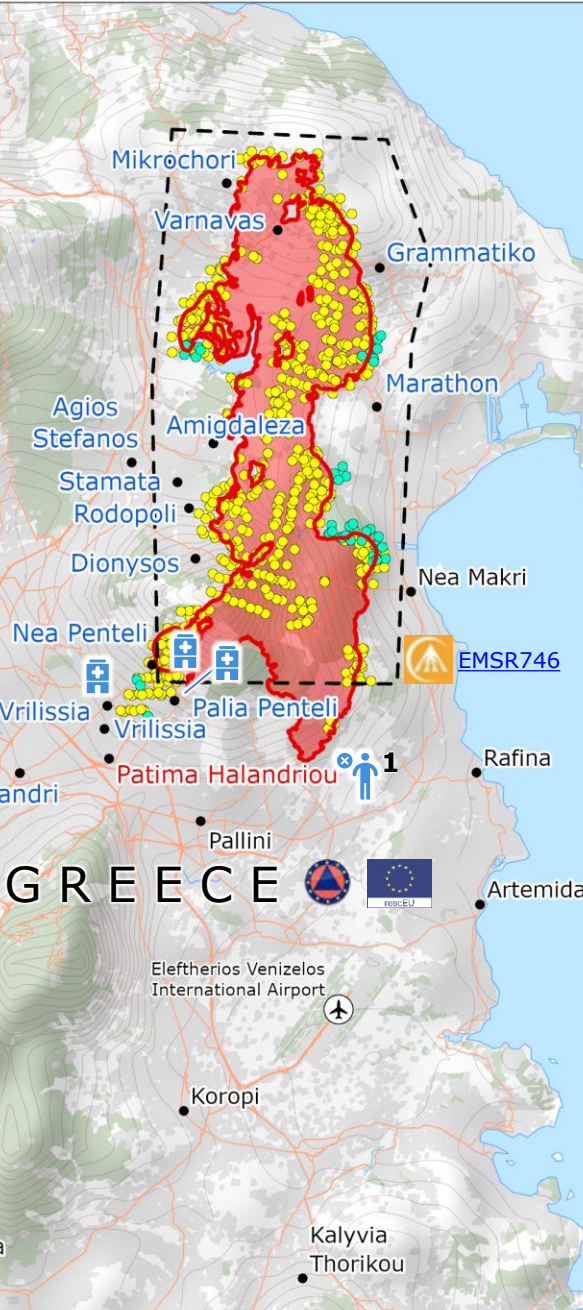 Mikrochori
Varnavas
Grammatiko
Marathon
Agios
Stefanos
Amigdaleza
Stamata
Rodopoli
Dionysos
Nea Makri
Nea Penteli
EMSR746
Vrilissia
Palia Penteli
Vrilissia
Patima Halandriou
1
Rafina
andri
Pallini
GREECE
rescEU
Artemida
Eleftherios Venizelos
International Airport
Koropi
Kalyvia
Thorikou
a